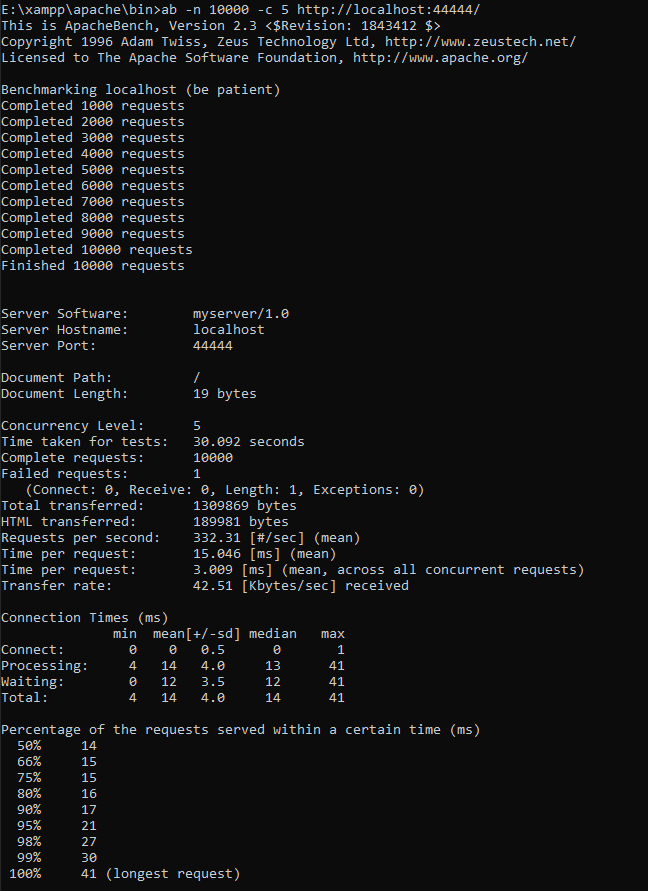 E:\xampp\apache\bin>ab -n 10000 -c 5 http://localhost:44444/
This is ApacheBench, Version 2.3 <$Revision: 1843412 $>
Copyright 1996 Adam Twiss, Zeus Technology Ltd, http://www.zeustech.net/
Licensed to The Apache Software Foundation, http://www.apache.org/

Benchmarking localhost (be patient)
Completed 1000 requests
Completed 2000 requests
Completed 3000 requests
Completed 4000 requests
Completed 5000 requests
Completed 6000 requests
Completed 7000 requests
Completed 8000 requests
Completed 9000 requests
Completed 10000 requests
Finished 10000 requests


Server Software:        myserver/1.0
Server Hostname:        localhost
Server Port:            44444

Document Path:          /
Document Length:        19 bytes

Concurrency Level:      5
Time taken for tests:   30.092 seconds
Complete requests:      10000
Failed requests:        1
   (Connect: 0, Receive: 0, Length: 1, Exceptions: 0)
Total transferred:      1309869 bytes
HTML transferred:       189981 bytes
Requests per second:    332.31 [#/sec] (mean)
Time per request:       15.046 [ms] (mean)
Time per request:       3.009 [ms] (mean, across all concurrent requests)
Transfer rate:          42.51 [Kbytes/sec] received

Connection Times (ms)
              min  mean[+/-sd] median   max
Connect:        0    0   0.5      0       1
Processing:     4   14   4.0     13      41
Waiting:        0   12   3.5     12      41
Total:          4   14   4.0     14      41

Percentage of the requests served within a certain time (ms)
  50%     14
  66%     15
  75%     15
  80%     16
  90%     17
  95%     21
  98%     27
  99%     30
 100%     41 (longest request)